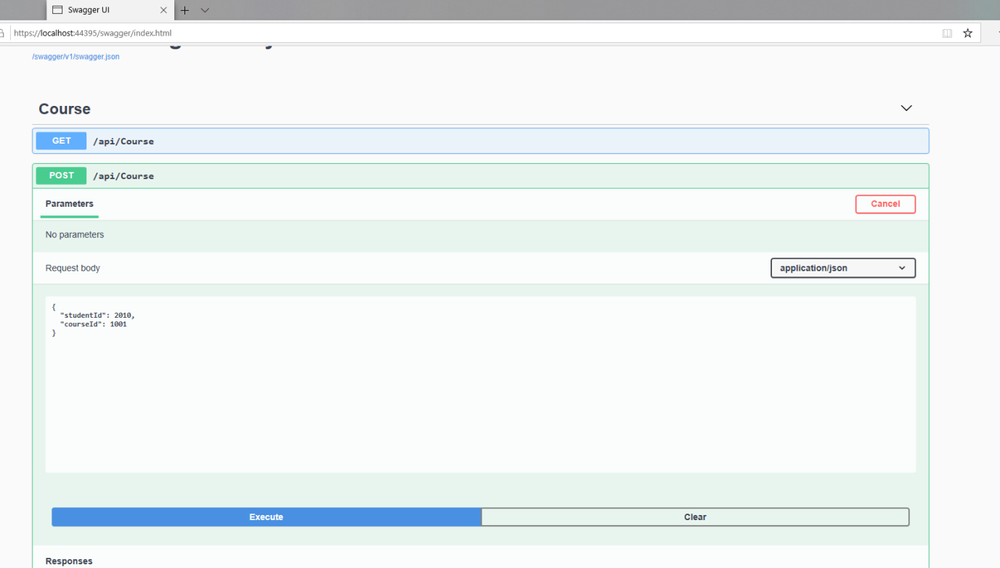 Swagger UI
https://localhost:44395/swagger/index.html
/swagger/v1/swagger.json
Course
GET /api/Course
POST /api/Course
Parameters
Cancel
No parameters
Request body
application/json
{
"studentId": 2010,
"courseId": 1001
}
Execute
Clear
Responses